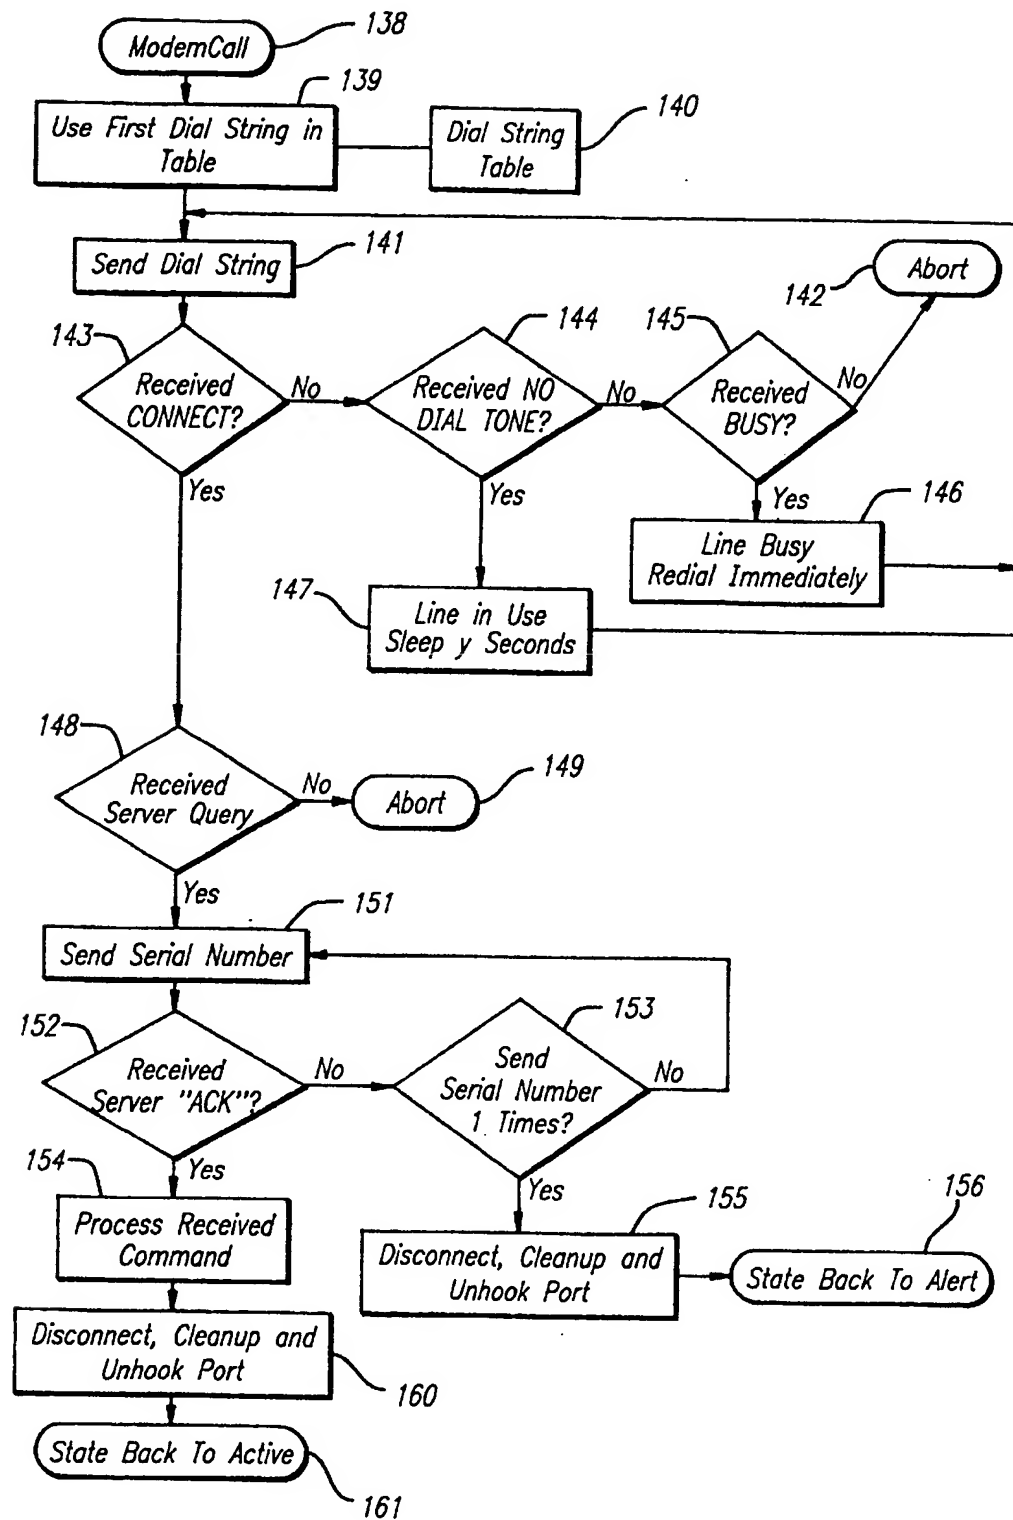 ModemCall
138
139
Use First Dial String in
Table
140
Dial String
Table
141
Send Dial String
142
Abort
143
Received
CONNECT?
No
144
Received NO
DIAL TONE?
No
145
Received
BUSY?
No
Yes
Yes
Yes
146
Line Busy
Redial Immediately
147
Line in Use
Sleep y Seconds
148
Received
Server Query
No
149
Abort
Yes
151
Send Serial Number
152
Received
Server "ACK"?
No
153
Send
Serial Number
1 Times?
No
Yes
Yes
154
Process Received
Command
155
Disconnect, Cleanup and
Unhook Port
156
State Back To Alert
Disconnect, Cleanup and
Unhook Port
160
State Back To Active
161